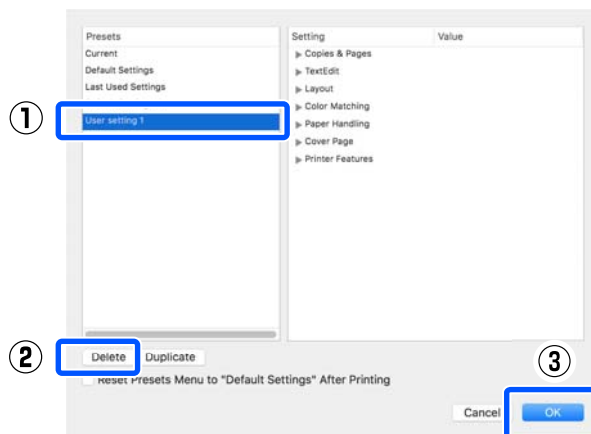 Presets
Current
Default Settings
Last Used Settings
User setting 1
Setting Value
Copies & Pages
TextEdit
Layout
Color Matching
Paper Handling
Cover Page
Printer Features
①
②
Delete Duplicate
Reset Presets Menu to "Default Settings" After Printing
③
Cancel OK